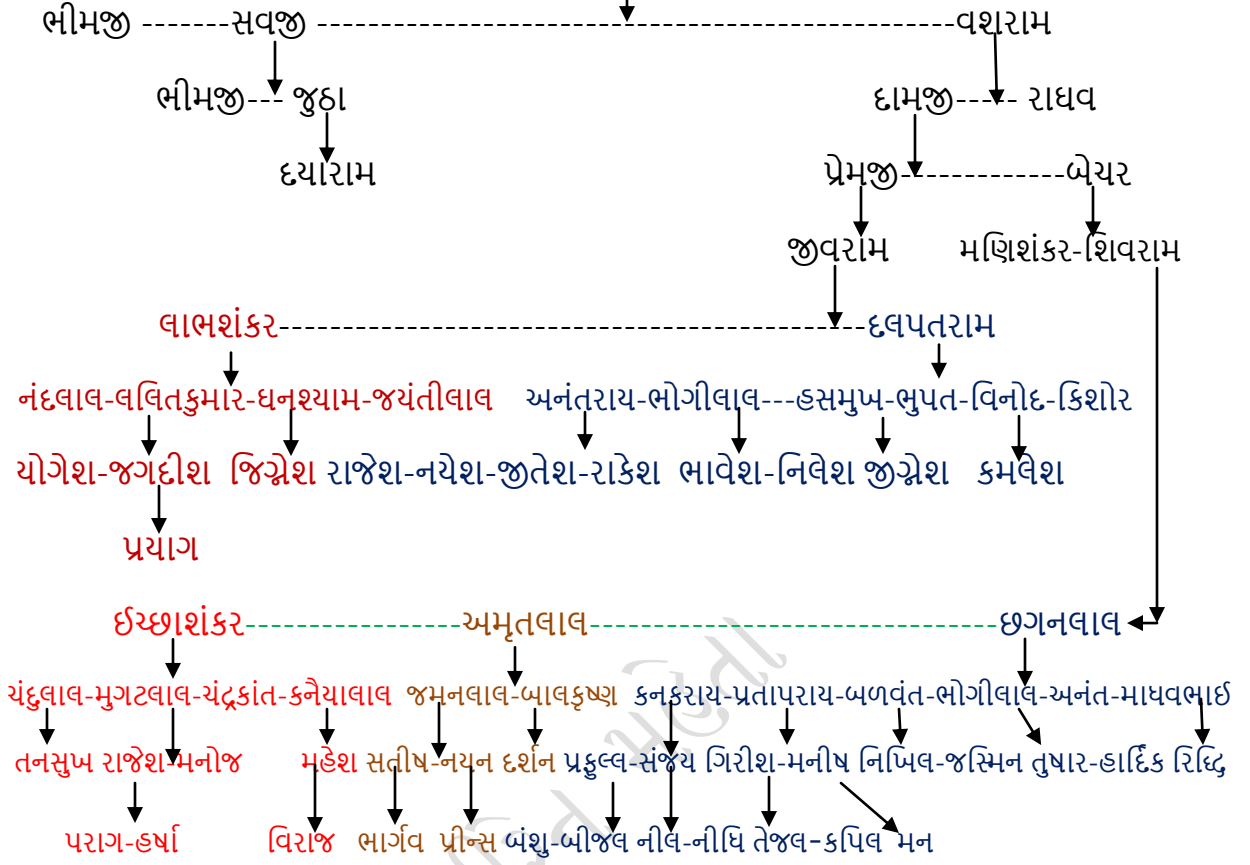 ભીમજી -------સવજી --------------------------------------------------વશરામ
ભીમજી--- જુઠા દામજી----- રાઘવ
દયારામ પ્રેમજી-------------બેચર
જીવરામ મણિશંકર-શિવરામ
લાભશંકર----------------------------------------------દલપતરામ
નંદલાલ-લલિતકુમાર-ઘનશ્યામ-જયંતીલાલ અનંતરાય-ભોગીલાલ---હસમુખ-ભુપત-વિનોદ-કિશોર
યોગેશ-જગદીશ જિગ્નેશ રાજેશ-નયેશ-જીતેશ-રાકેશ ભાવેશ-નિલેશ જીગ્નેશ કમલેશ
પ્રયાગ
ઈચ્છાશંકર-----------------અમૃતલાલ--------------------------------છગનલાલ
ચંદુલાલ-મુગટલાલ-ચંદ્રકાંત-કનૈયાલાલ જમનલાલ-બાલકૃષ્ણ કનકરાય-પ્રતાપરાય-બળવંત-ભોગીલાલ-અનંત-માધવભાઈ
તનસુખ રાજેશ-મનોજ મહેશ સતીષ-નયન દર્શન પ્રફુલ્લ-સંજય ગિરીશ-મનીષ નિખિલ-જસ્મિન તુષાર-હાર્દિક રિધ્ધિ
પરાગ-હર્ષા વિરાજ ભાર્ગવ પ્રીન્સ બંશુ-બીજલ નીલ-નીધિ તેજલ-કપિલ મન
મહેતા